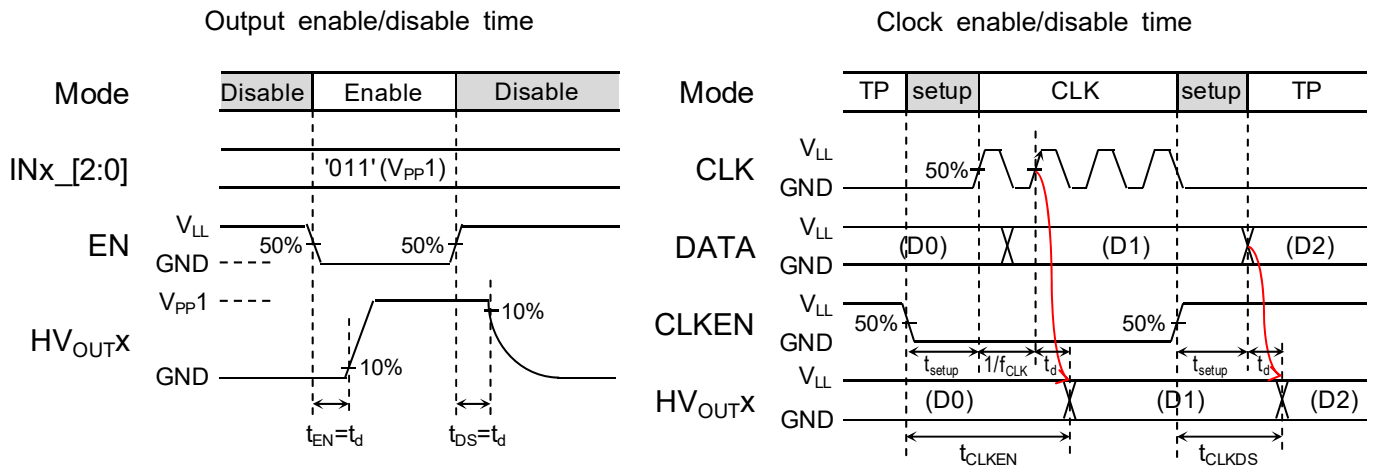 Output enable/disable time
Mode
Disable
Enable
Disable
INx_[2:0]
'011' (VPP1)
EN
VLL
GND
50%
50%
HVOUTX
VPP1
GND
10%
10%
tEN=td
tDS=td
Clock enable/disable time
Mode
TP
setup
CLK
setup
TP
CLK
VLL
GND
50%
DATA
VLL
GND
(D0)
(D1)
(D2)
CLKEN
VLL
GND
50%
50%
tsetup
1/fCLK
td
tsetup
td
HVOUTX
VLL
GND
(D0)
(D1)
(D2)
tCLKEN
tCLKDS